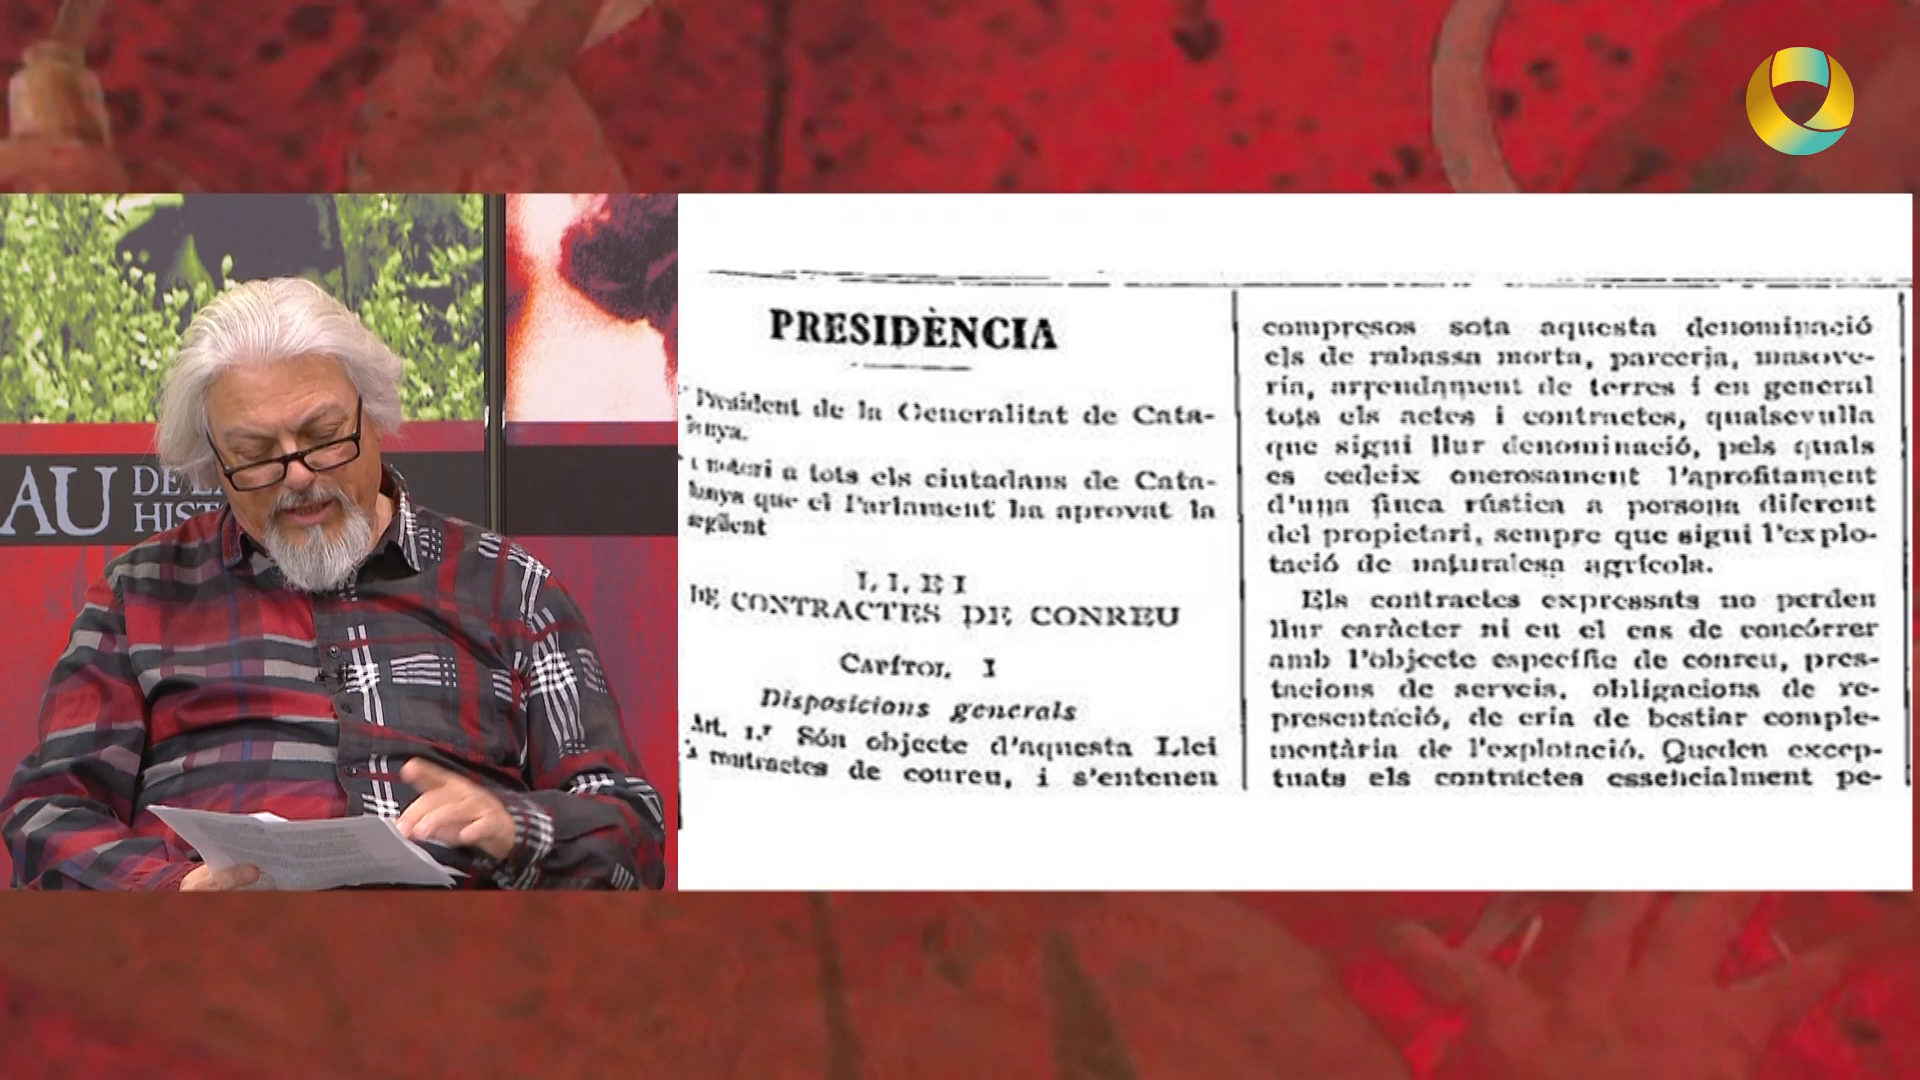 AU
DE LA
HIST
PRESIDÈNCIA
President de la Generalitat de Cata-
a tots els ciutadans de Cata-
lunya que el Parlament ha aprovat la
següent
LLEI
DE CONTRACTES DE CONREU
CAPÍTOL I
Disposicions generals
Art. 1.r Són objecte d'aquesta Llei
contractes de conreu, i s'entenen
compresos sota aquesta denominació
els de rabassa morta, parceria, masove-
ria, arrendament de terres i en general
tots els actes i contractes, qualsevulla
que sigui llur denominació, pels quals
es cedeix onerosament l'aprofitament
d'una finca rústica a persona diferent
del propietari, sempre que sigui l'explo-
tació de naturalesa agrícola.
Els contractes expressats no perden
llur caràcter ni en el cas de concórrer
amb l'objecte específic de conreu, pres-
tacions de serveis, obligacions de re-
presentació, de cria de bestiar comple-
mentària de l'explotació. Queden excep-
tuats els contractes essencialment pe-